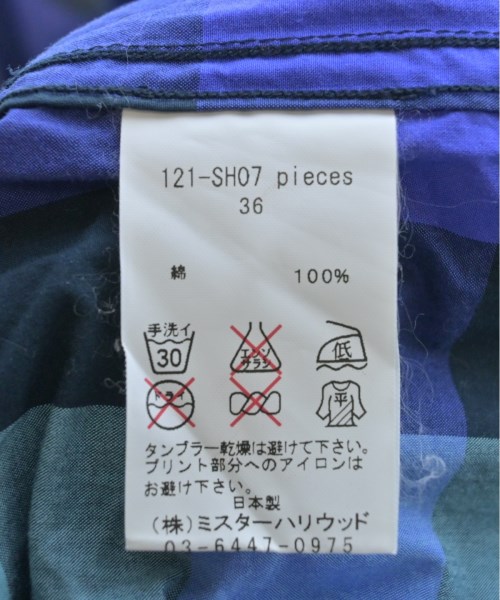 121-SH07 pieces
36
綿 100%
手洗イ
30 エンソ サラシ 低
ドライ 平
タンブラー乾燥は避けて下さい。
プリント部分へのアイロンは
お避け下さい。
日本製
(株)ミスターハリウッド
03-6447-0975